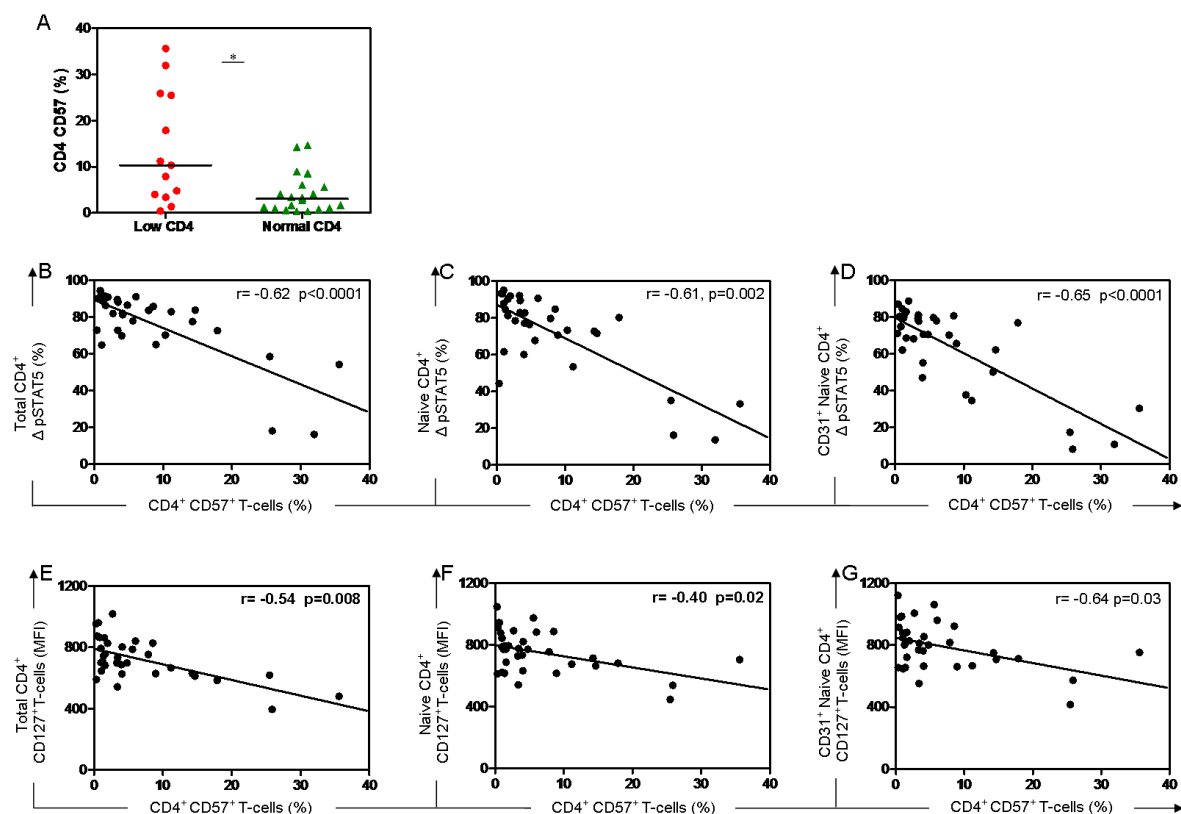 A
CD4 CD57 (%)
40
30
20
10
0
*
Low CD4
Normal CD4
B
Total CD4⁺
Δ pSTAT5 (%)
100
80
60
40
20
0
r= -0.62 p<0.0001
0 10 20 30 40
CD4⁺ CD57⁺ T-cells (%)
C
Naive CD4⁺
Δ pSTAT5 (%)
100
80
60
40
20
0
r= -0.61, p=0.002
0 10 20 30 40
CD4⁺ CD57⁺ T-cells (%)
D
CD31⁺ Naive CD4⁺
Δ pSTAT5 (%)
100
80
60
40
20
0
r= -0.65 p<0.0001
0 10 20 30 40
CD4⁺ CD57⁺ T-cells (%)
E
Total CD4⁺
CD127⁺T-cells (MFI)
1200
800
400
0
r= -0.54 p=0.008
0 10 20 30 40
CD4⁺ CD57⁺ T-cells (%)
F
Naive CD4⁺
CD127⁺T-cells (MFI)
1200
800
400
0
r= -0.40 p=0.02
0 10 20 30 40
CD4⁺ CD57⁺ T-cells (%)
G
CD31⁺ Naive CD4⁺
CD127⁺T-cells (MFI)
1200
800
400
0
r= -0.64 p=0.03
0 10 20 30 40
CD4⁺ CD57⁺ T-cells (%)